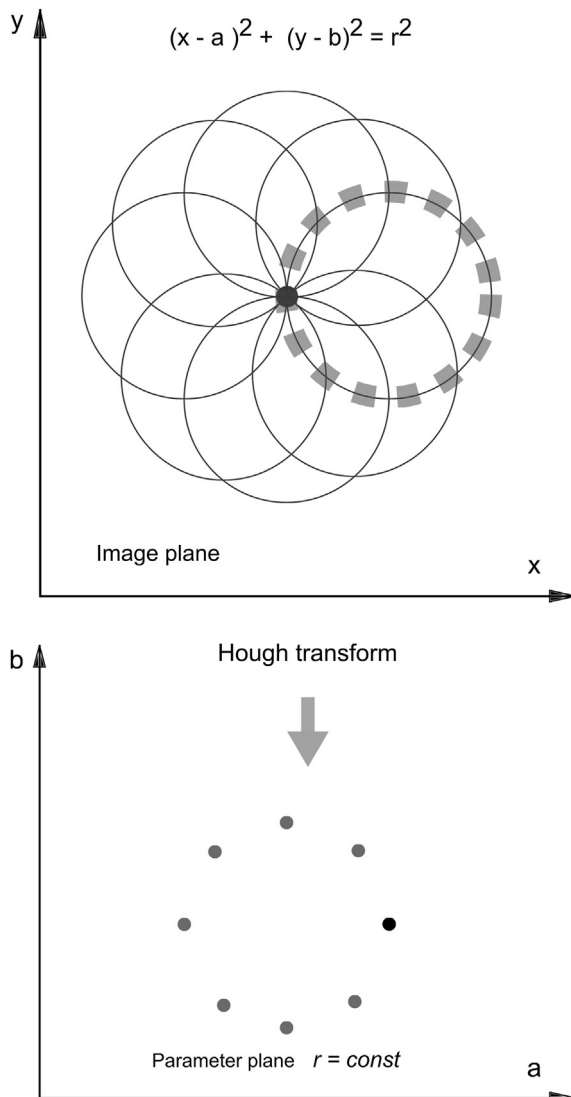 y
(x - a )² + (y - b)² = r²
Image plane
x
b
Hough transform
Parameter plane r = const
a